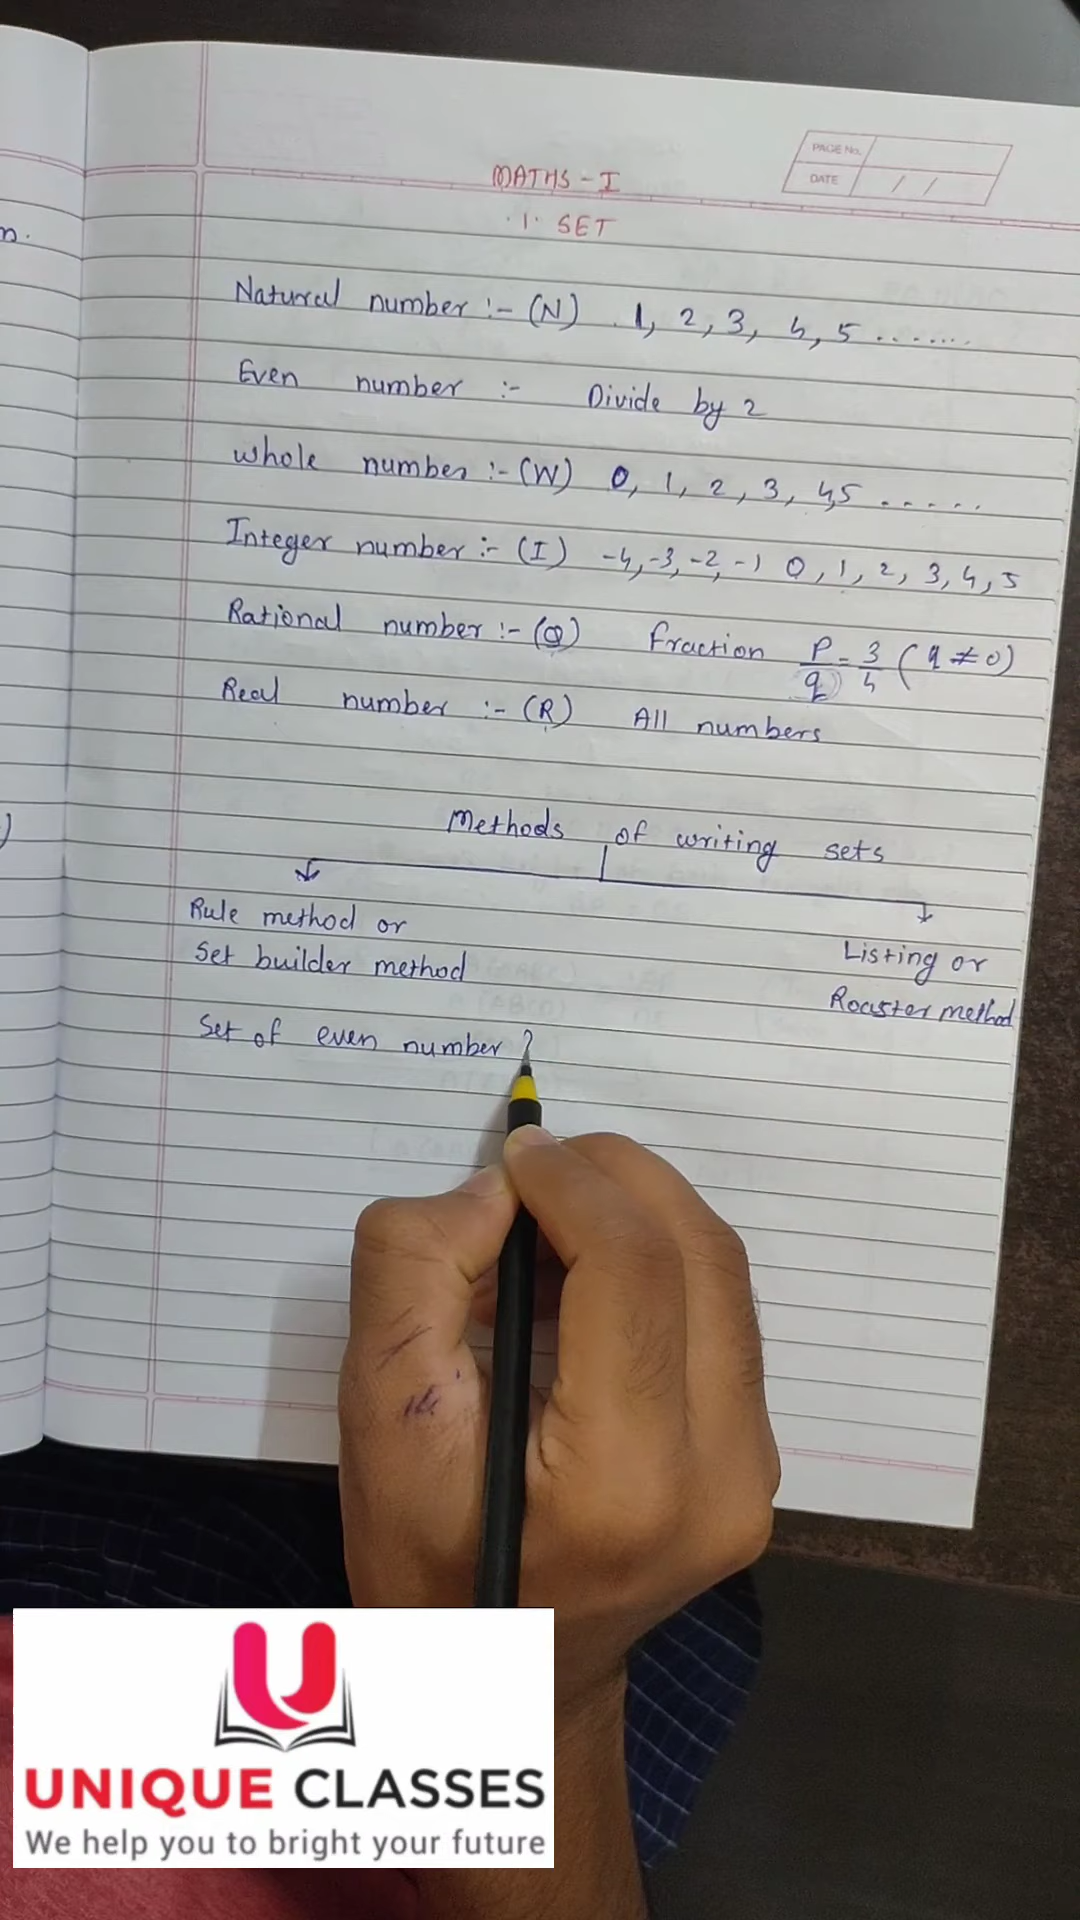 PAGE No.
DATE / /
MATHS - I
1. SET
Natural number :- (N) 1, 2, 3, 4, 5 .......
Even number :- Divide by 2
Whole number :- (W) 0, 1, 2, 3, 4,5 .....
Integer number :- (I) -4, -3, -2, -1 0, 1, 2, 3, 4, 5
Rational number :- (Q) fraction P/q = 3/4 ( q ≠ 0)
Real number :- (R) All numbers
Methods of writing sets
Rule method or
Set builder method
Listing or
Roaster method
Set of even number ?
UNIQUE CLASSES
We help you to bright your future